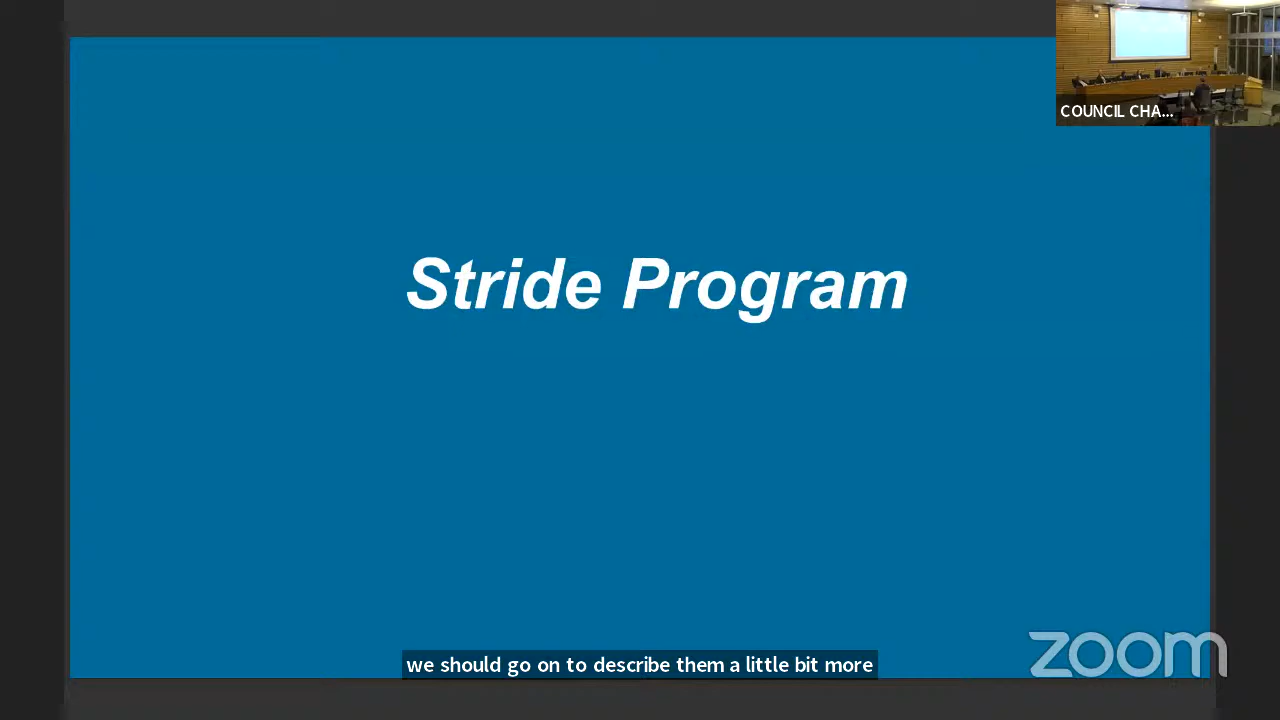 COUNCIL CHA...
Stride Program
we should go on to describe them a little bit more
zoom